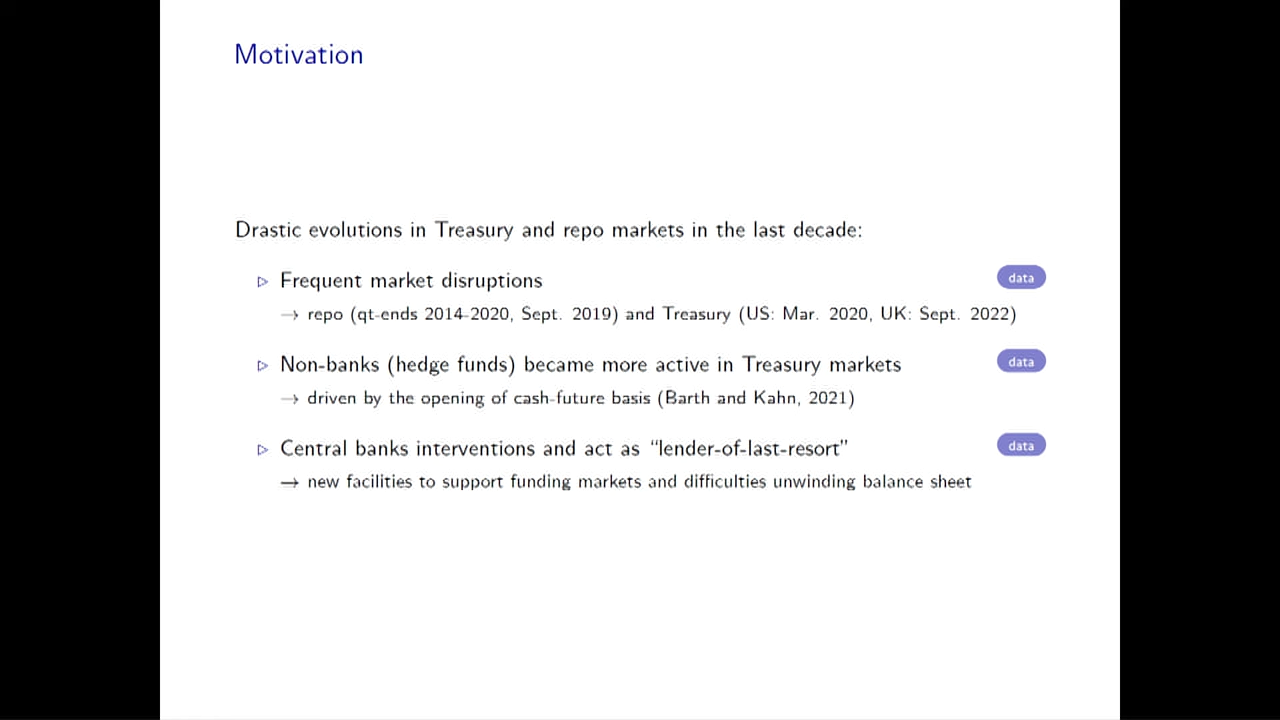 Motivation
Drastic evolutions in Treasury and repo markets in the last decade:
▷ Frequent market disruptions data
→ repo (qt-ends 2014-2020, Sept. 2019) and Treasury (US: Mar. 2020, UK: Sept. 2022)
▷ Non-banks (hedge funds) became more active in Treasury markets data
→ driven by the opening of cash-future basis (Barth and Kahn, 2021)
▷ Central banks interventions and act as “lender-of-last-resort” data
→ new facilities to support funding markets and difficulties unwinding balance sheet